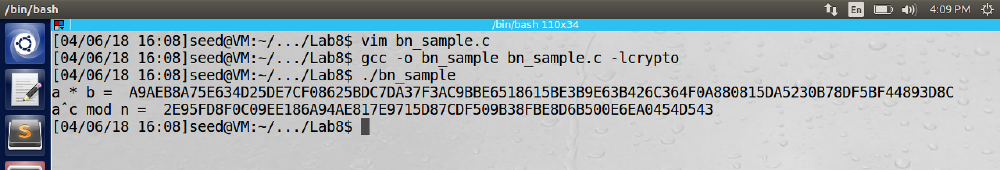 /bin/bash
En
4:09 PM
/bin/bash 110x34
[04/06/18 16:08]seed@VM:~/.../Lab8$ vim bn_sample.c
[04/06/18 16:08]seed@VM:~/.../Lab8$ gcc -o bn_sample bn_sample.c -lcrypto
[04/06/18 16:08]seed@VM:~/.../Lab8$ ./bn_sample
a * b =  A9AEB8A75E634D25DE7CF08625BDC7DA37F3AC9BBE6518615BE3B9E63B426C364F0A880815DA5230B78DF5BF44893D8C
a^c mod n =  2E95FD8F0C09EE186A94AE817E9715D87CDF509B38FBE8D6B500E6EA0454D543
[04/06/18 16:08]seed@VM:~/.../Lab8$